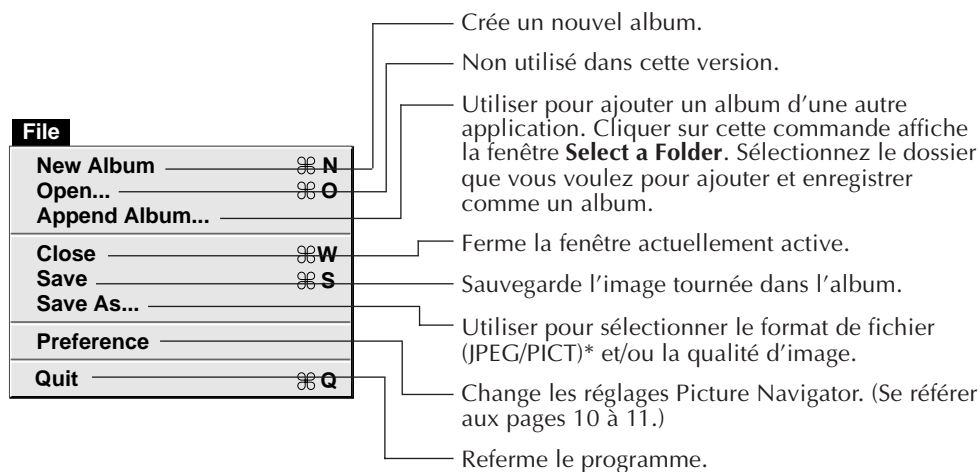 File
New Album ⌘ N
Open... ⌘ O
Append Album...
Close ⌘W
Save ⌘ S
Save As...
Preference
Quit ⌘ Q
Crée un nouvel album.
Non utilisé dans cette version.
Utiliser pour ajouter un album d'une autre
application. Cliquer sur cette commande affiche
la fenêtre Select a Folder. Sélectionnez le dossier
que vous voulez pour ajouter et enregistrer
comme un album.
Ferme la fenêtre actuellement active.
Sauvegarde l'image tournée dans l'album.
Utiliser pour sélectionner le format de fichier
(JPEG/PICT)* et/ou la qualité d'image.
Change les réglages Picture Navigator. (Se référer
aux pages 10 à 11.)
Referme le programme.